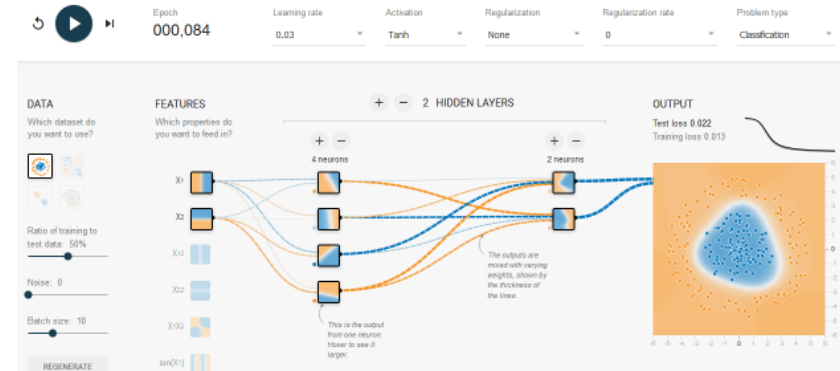 Epoch
000,084
Learning rate
0.03
Activation
Tanh
Regularization
None
Regularization rate
0
Problem type
Classification
DATA
Which dataset do
you want to use?
Ratio of training to
test data: 50%
Noise: 0
Batch size: 10
REGENERATE
FEATURES
Which properties do
you want to feed in?
X1
X2
X1X2
sin(X1)
+ − 2 HIDDEN LAYERS
+ −
4 neurons
+ −
2 neurons
The outputs are
mixed with varying
weights, shown by
the thickness of
the lines.
This is the output
from one neuron.
Hover to see it
larger.
OUTPUT
Test loss 0.022
Training loss 0.013